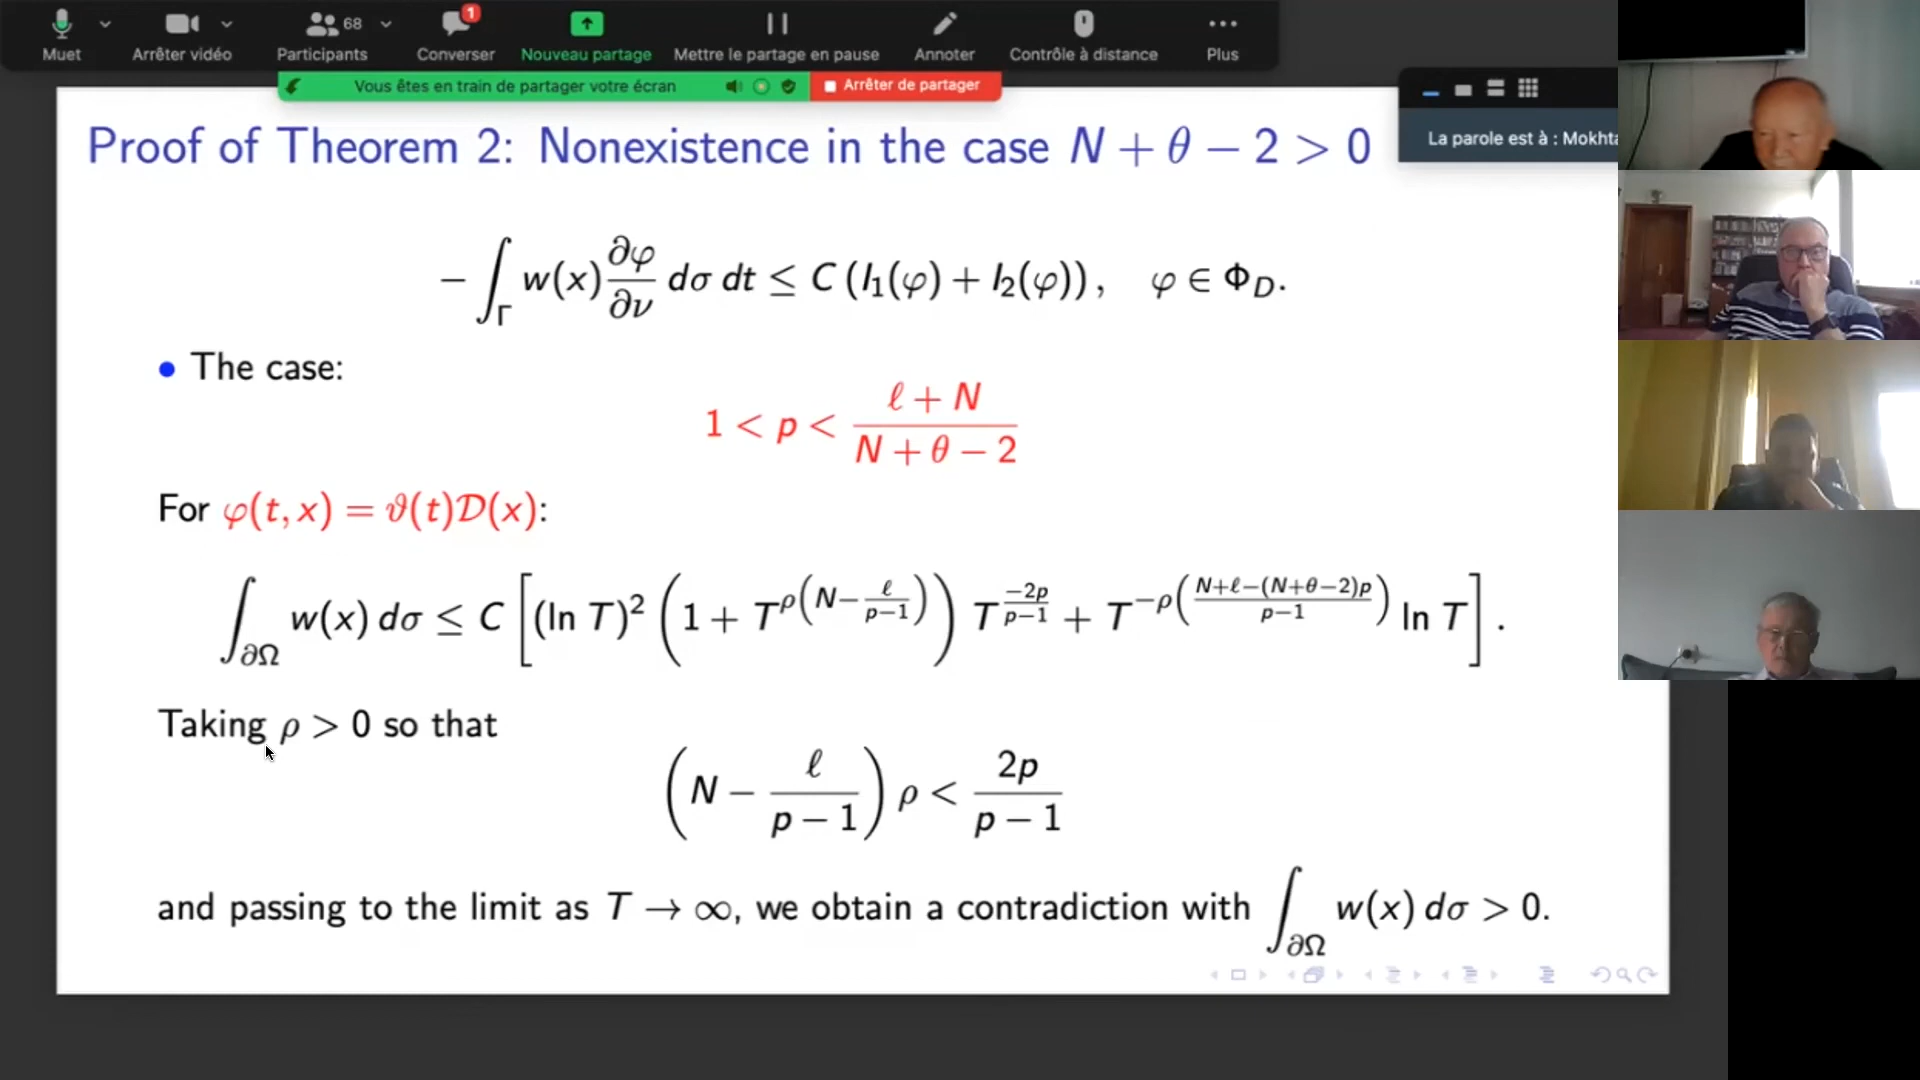 68
1
Muet
Arrêter vidéo
Participants
Converser
Nouveau partage
Mettre le partage en pause
Annoter
Contrôle à distance
Plus
Vous êtes en train de partager votre écran
Arrêter de partager
La parole est à : Mokhta
Proof of Theorem 2: Nonexistence in the case N + θ − 2 > 0
− ∫_Γ w(x) ∂φ/∂ν dσ dt ≤ C (I₁(φ) + I₂(φ)), φ ∈ Φ_D.
• The case:
1 < p < (ℓ + N)/(N + θ − 2)
For φ(t, x) = ϑ(t)𝒟(x):
∫_∂Ω w(x) dσ ≤ C [(ln T)² (1 + T^{ρ(N − ℓ/(p−1))}) T^{−2p/(p−1)} + T^{−ρ((N+ℓ−(N+θ−2)p)/(p−1))} ln T].
Taking ρ > 0 so that
(N − ℓ/(p − 1)) ρ < 2p/(p − 1)
and passing to the limit as T → ∞, we obtain a contradiction with ∫_∂Ω w(x) dσ > 0.